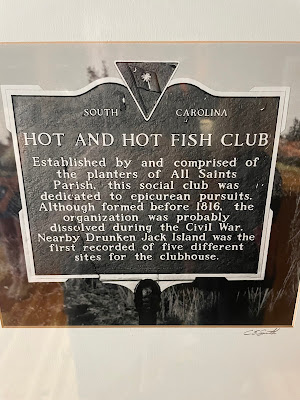 SOUTH CAROLINA
HOT AND HOT FISH CLUB
Established by and comprised of
the planters of All Saints
Parish, this social club was
dedicated to epicurean pursuits.
Although formed before 1816, the
organization was probably
dissolved during the Civil War.
Nearby Drunken Jack Island was the
first recorded of five different
sites for the clubhouse.